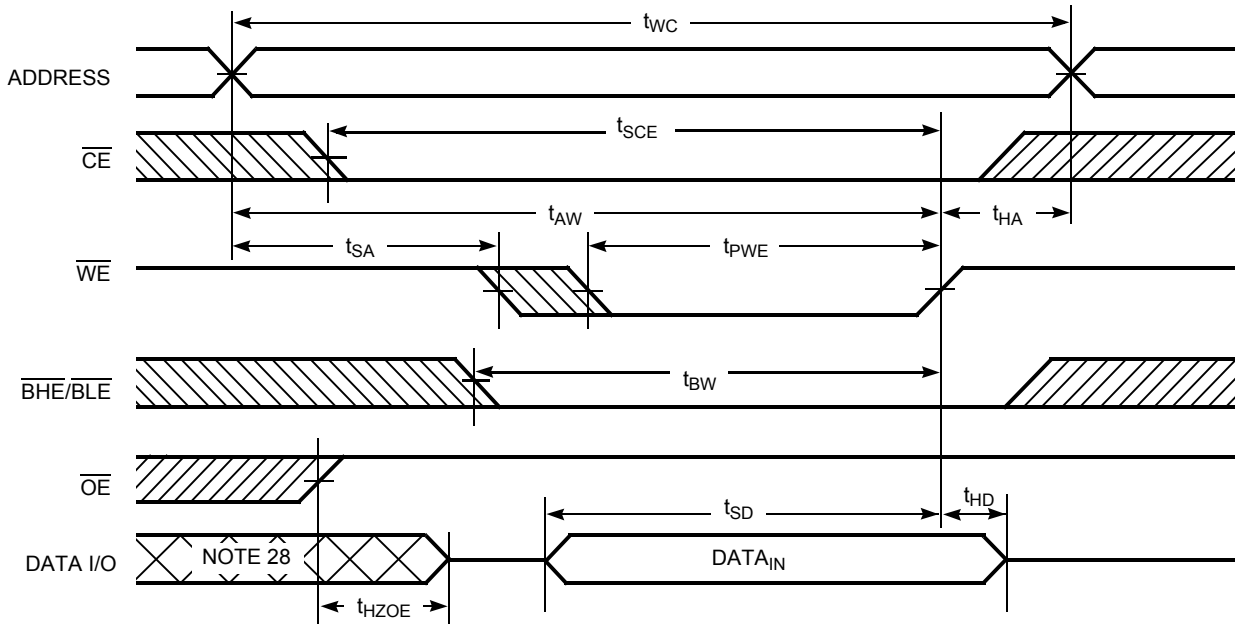 tWC
ADDRESS
tSCE
CE
tAW
tHA
tSA
tPWE
WE
tBW
BHE/BLE
OE
tSD
tHD
DATA I/O
NOTE 28
DATAIN
tHZOE